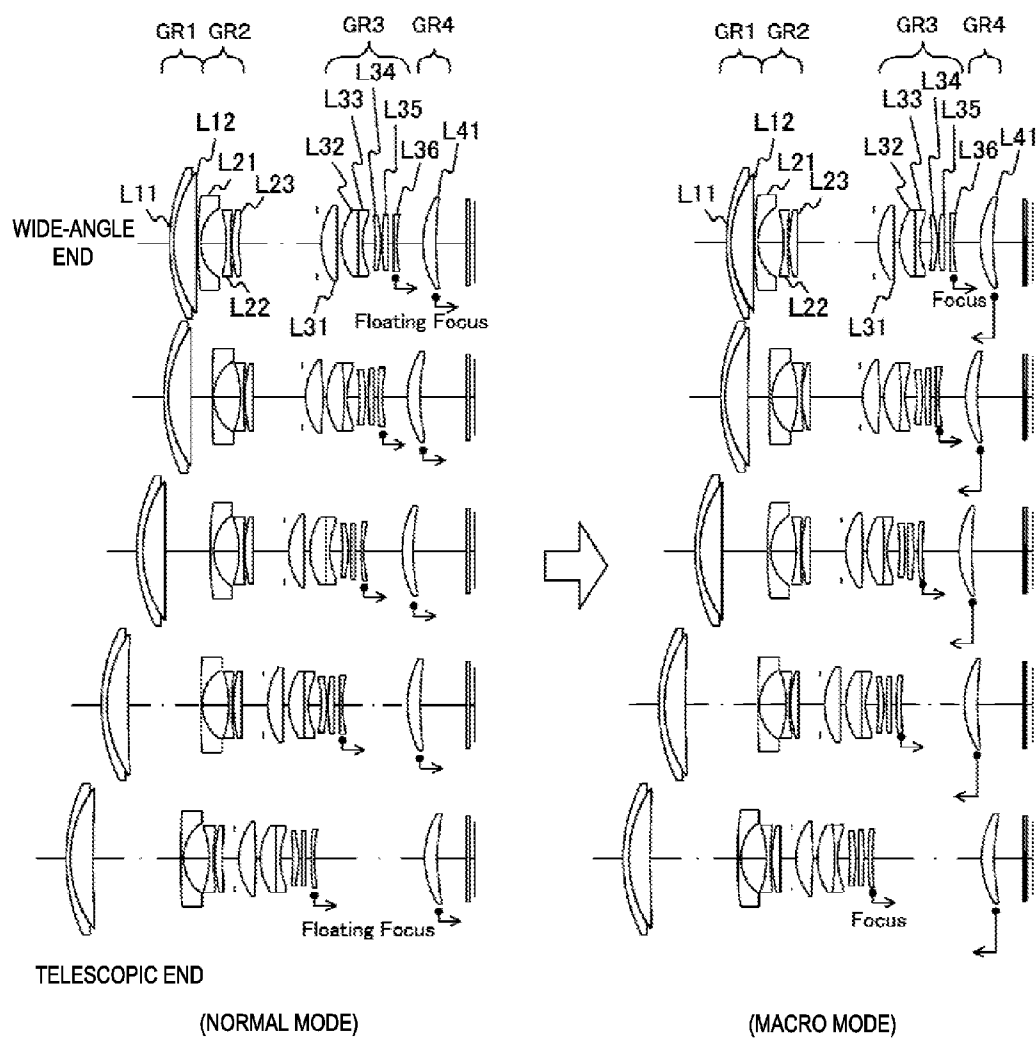 GR1 GR2 GR3 GR4
L34
L33 L35
L12 L32 L36 L41
L21
L11 L23
WIDE-ANGLE
END
L22
L31
Floating Focus
Floating Focus
TELESCOPIC END
(NORMAL MODE)
GR1 GR2 GR3 GR4
L34
L33 L35
L12 L32 L36 L41
L21
L11 L23
L22
L31
Focus
Focus
(MACRO MODE)